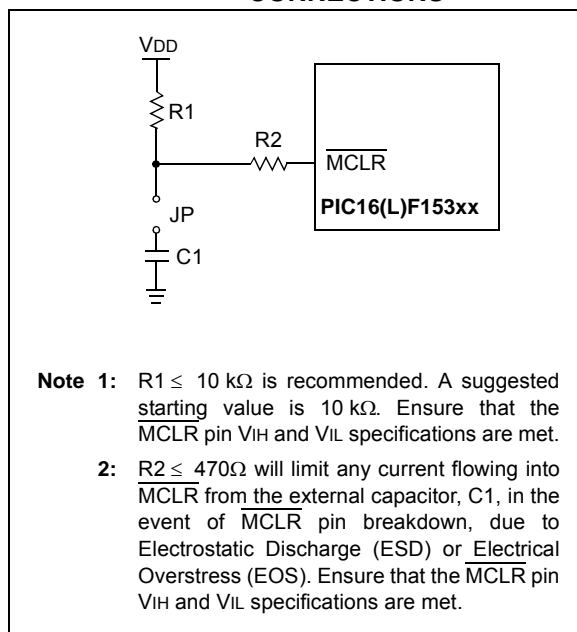 VDD
R1
R2
MCLR
JP
PIC16(L)F153xx
C1
Note 1: R1 ≤ 10 kΩ is recommended. A suggested
starting value is 10 kΩ. Ensure that the
MCLR pin VIH and VIL specifications are met.
2: R2 ≤ 470Ω will limit any current flowing into
MCLR from the external capacitor, C1, in the
event of MCLR pin breakdown, due to
Electrostatic Discharge (ESD) or Electrical
Overstress (EOS). Ensure that the MCLR pin
VIH and VIL specifications are met.